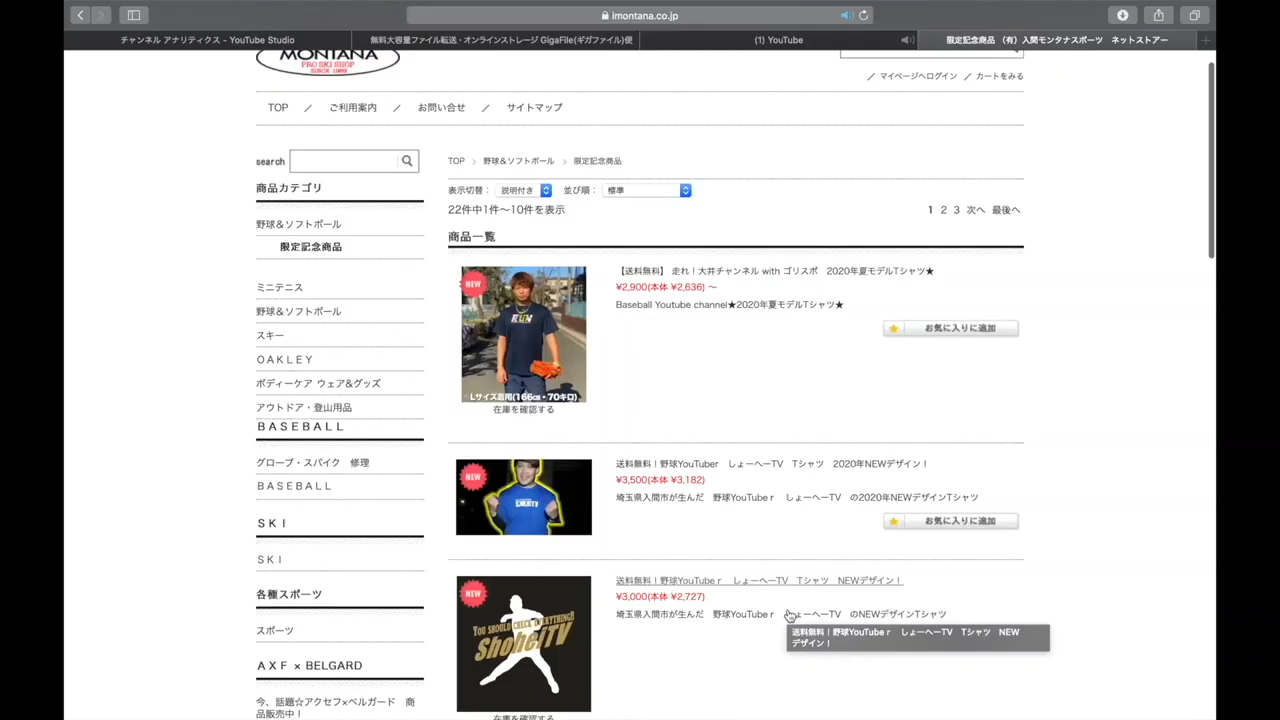 imontana.co.jp
チャンネル アナリティクス - YouTube Studio
無料大容量ファイル転送・オンラインストレージ GigaFile(ギガファイル)便
(1) YouTube
限定記念商品 (有)入間モンタナスポーツ ネットストアー
MONTANA
PRO SKI SHOP
SINCE 1983
／ マイページへログイン ／ カートをみる
TOP ／ ご利用案内 ／ お問い合せ ／ サイトマップ
search
商品カテゴリ
野球＆ソフトボール
限定記念商品
ミニテニス
野球＆ソフトボール
スキー
ＯＡＫＬＥＹ
ボディーケア ウェア&グッズ
アウトドア・登山用品
ＢＡＳＥＢＡＬＬ
グローブ・スパイク 修理
ＢＡＳＥＢＡＬＬ
ＳＫＩ
ＳＫＩ
各種スポーツ
スポーツ
ＡＸＦ × ＢＥＬＧＡＲＤ
今、話題☆アクセフ×ベルガード 商
品販売中！
TOP > 野球＆ソフトボール > 限定記念商品
表示切替： 説明付き 並び順： 標準
22件中1件〜10件を表示
1 2 3 次へ 最後へ
商品一覧
NEW
RUN
Lサイズ着用(166㎝・70キロ)
在庫を確認する
【送料無料】 走れ！大井チャンネル with ゴリスポ 2020年夏モデルTシャツ★
¥2,900(本体 ¥2,636) 〜
Baseball Youtube channel★2020年夏モデルTシャツ★
お気に入りに追加
NEW
SHOHEITV
送料無料！野球YouTuber しょーへーTV Tシャツ 2020年NEWデザイン！
¥3,500(本体 ¥3,182)
埼玉県入間市が生んだ 野球YouTubeｒ しょーへーTV の2020年NEWデザインTシャツ
お気に入りに追加
NEW
YOU SHOULD CHECK EVERYTHING!!
ShoheiTV
在庫を確認する
送料無料！野球YouTubeｒ しょーへーTV Tシャツ NEWデザイン！
¥3,000(本体 ¥2,727)
埼玉県入間市が生んだ 野球YouTubeｒ しょーへーTV のNEWデザインTシャツ
送料無料！野球YouTubeｒ しょーへーTV Tシャツ NEW
デザイン！